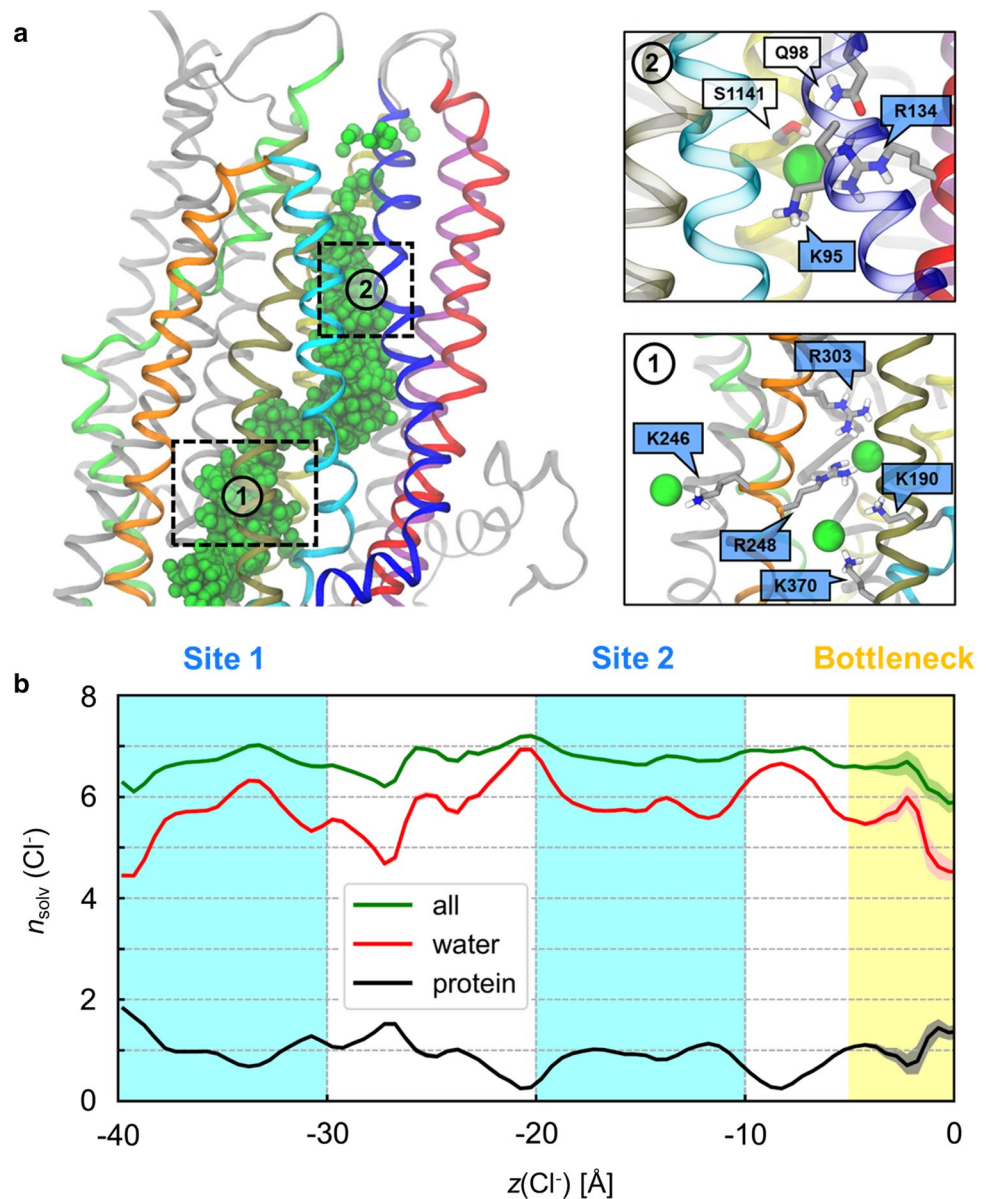 a
2
1
2
Q98
S1141
R134
K95
1
R303
K246
K190
R248
K370
Site 1
Site 2
Bottleneck
b
8
6
4
2
0
nsolv (Cl-)
all
water
protein
-40
-30
-20
-10
0
z(Cl-) [Å]